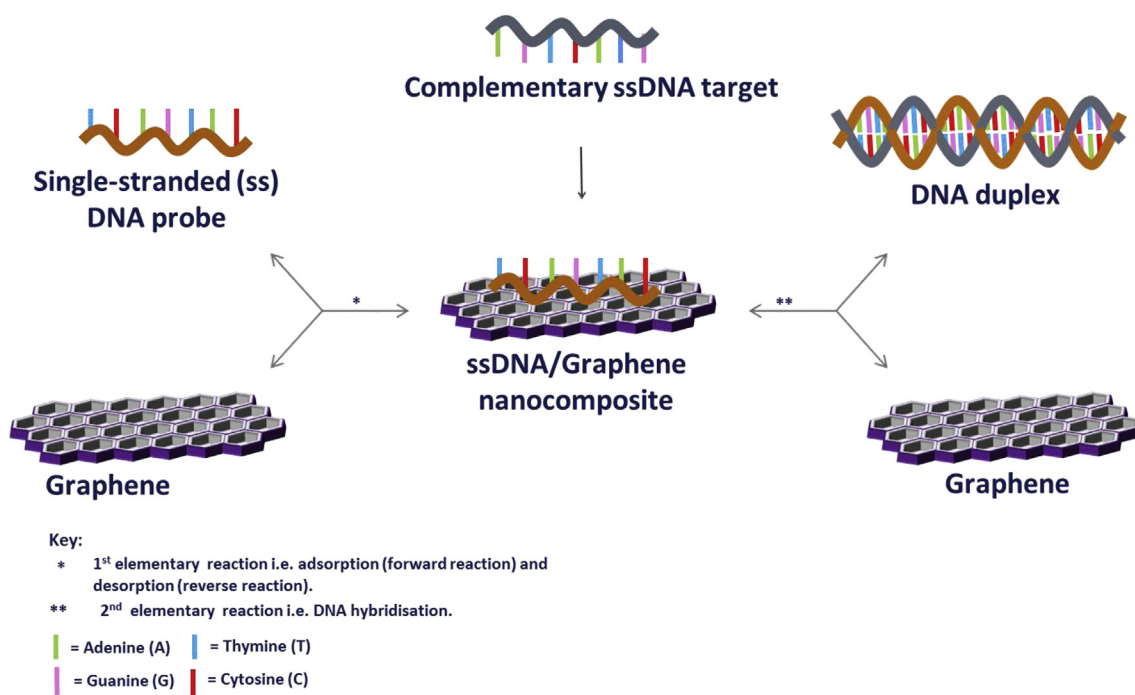 Complementary ssDNA target
Single-stranded (ss)
DNA probe
DNA duplex
*
**
ssDNA/Graphene
nanocomposite
Graphene
Graphene
Key:
* 1st elementary reaction i.e. adsorption (forward reaction) and
desorption (reverse reaction).
** 2nd elementary reaction i.e. DNA hybridisation.
= Adenine (A) = Thymine (T)
= Guanine (G) = Cytosine (C)